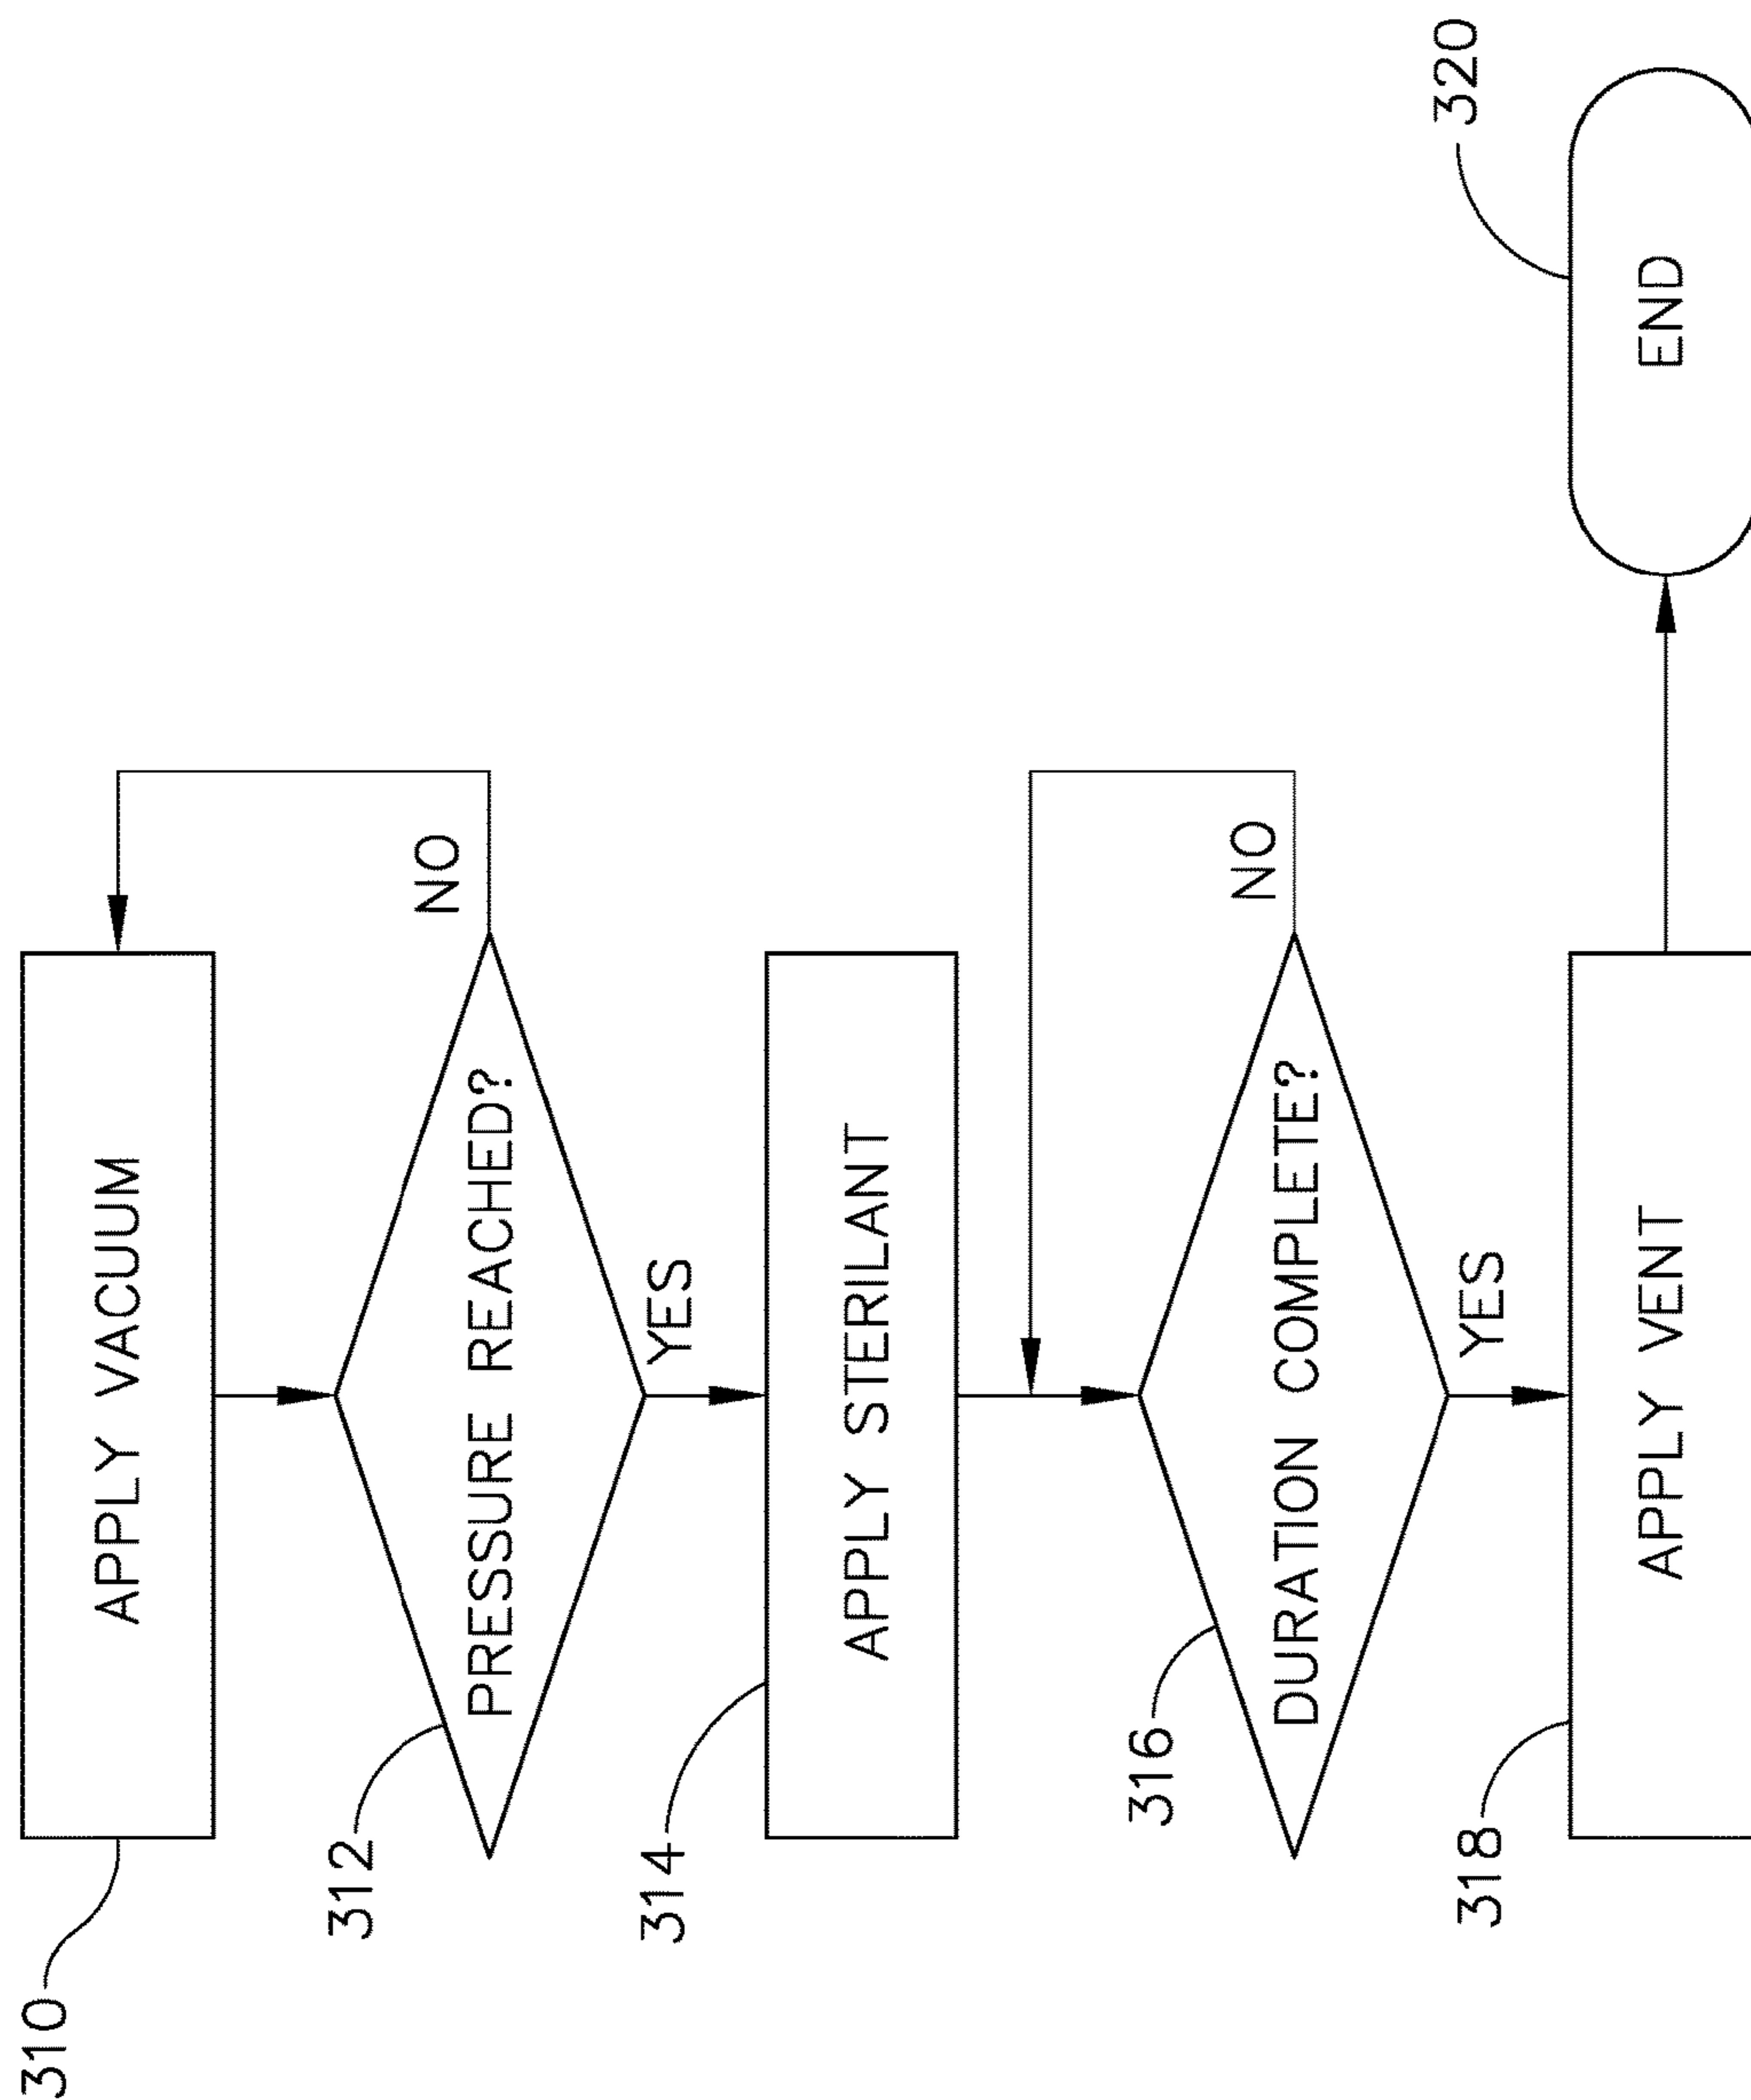 310
APPLY VACUUM
312
PRESSURE REACHED?
NO
YES
314
APPLY STERILANT
316
DURATION COMPLETE?
NO
YES
318
APPLY VENT
320
END